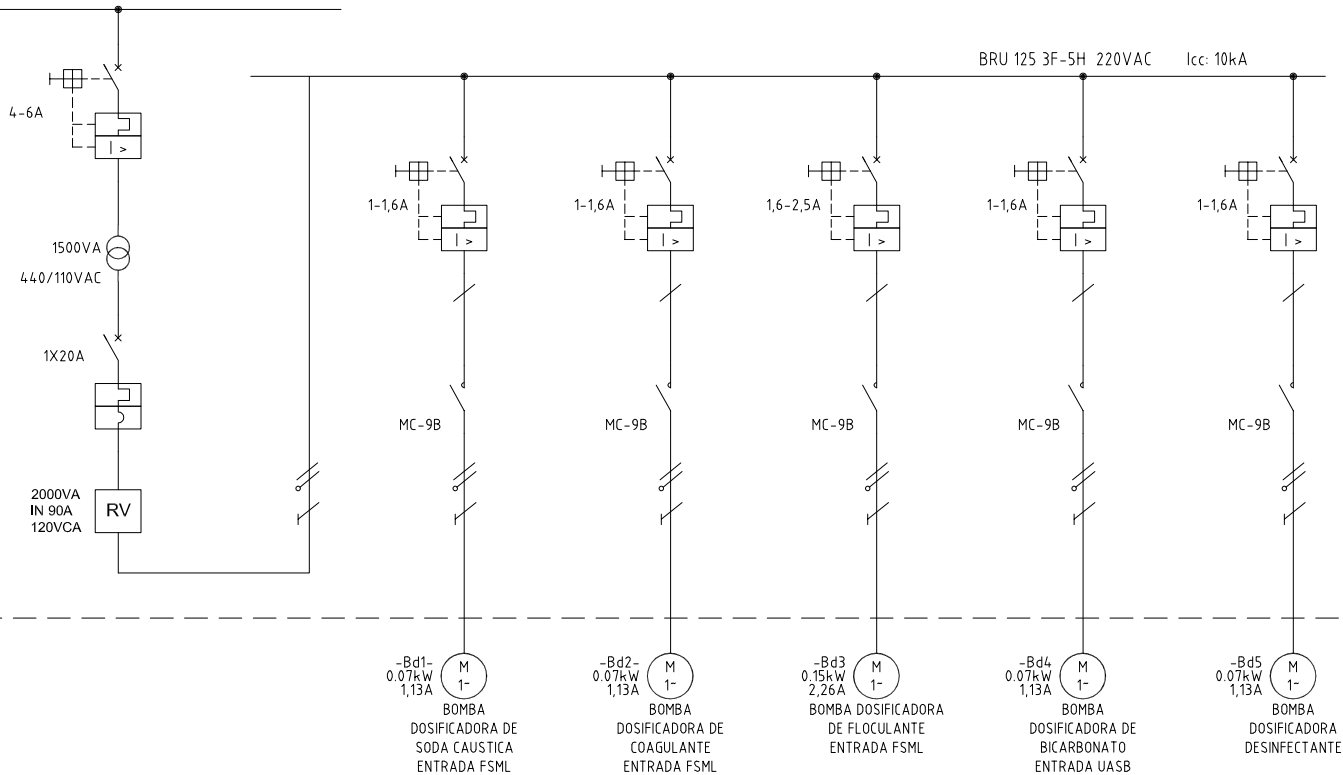 BRU 125 3F-5H 220VAC Icc: 10kA
4-6A
I >
1500VA
440/110VAC
1X20A
2000VA
IN 90A
120VCA
RV
1-1,6A
I >
MC-9B
1-1,6A
I >
MC-9B
1,6-2,5A
I >
MC-9B
1-1,6A
I >
MC-9B
1-1,6A
I >
MC-9B
-Bd1-
0.07kW
1,13A
M
1~
BOMBA
DOSIFICADORA DE
SODA CAUSTICA
ENTRADA FSML
-Bd2-
0.07kW
1,13A
M
1~
BOMBA
DOSIFICADORA DE
COAGULANTE
ENTRADA FSML
-Bd3
0.15kW
2,26A
M
1~
BOMBA DOSIFICADORA
DE FLOCULANTE
ENTRADA FSML
-Bd4
0.07kW
1,13A
M
1~
BOMBA
DOSIFICADORA DE
BICARBONATO
ENTRADA UASB
-Bd5
0.07kW
1,13A
M
1~
BOMBA
DOSIFICADORA
DESINFECTANTE